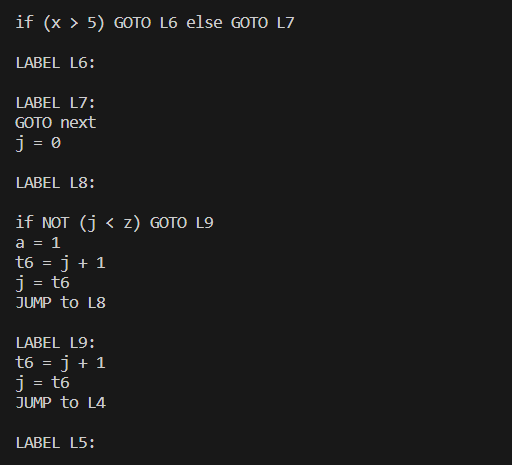 if (x > 5) GOTO L6 else GOTO L7
LABEL L6:
LABEL L7:
GOTO next
j = 0
LABEL L8:
if NOT (j < z) GOTO L9
a = 1
t6 = j + 1
j = t6
JUMP to L8
LABEL L9:
t6 = j + 1
j = t6
JUMP to L4
LABEL L5: